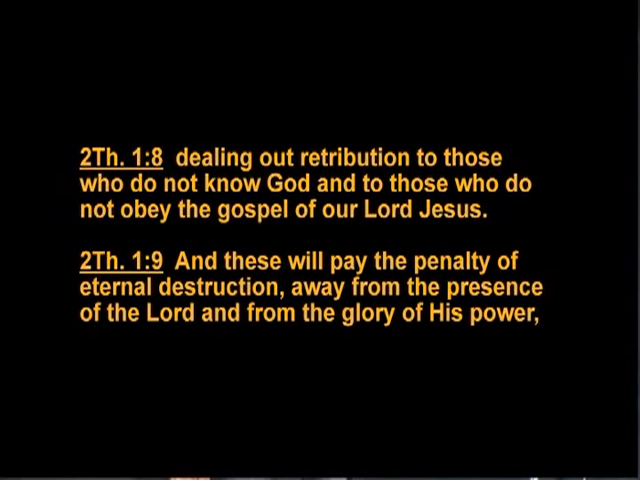 2Th. 1:8 dealing out retribution to those
who do not know God and to those who do
not obey the gospel of our Lord Jesus.
2Th. 1:9 And these will pay the penalty of
eternal destruction, away from the presence
of the Lord and from the glory of His power,